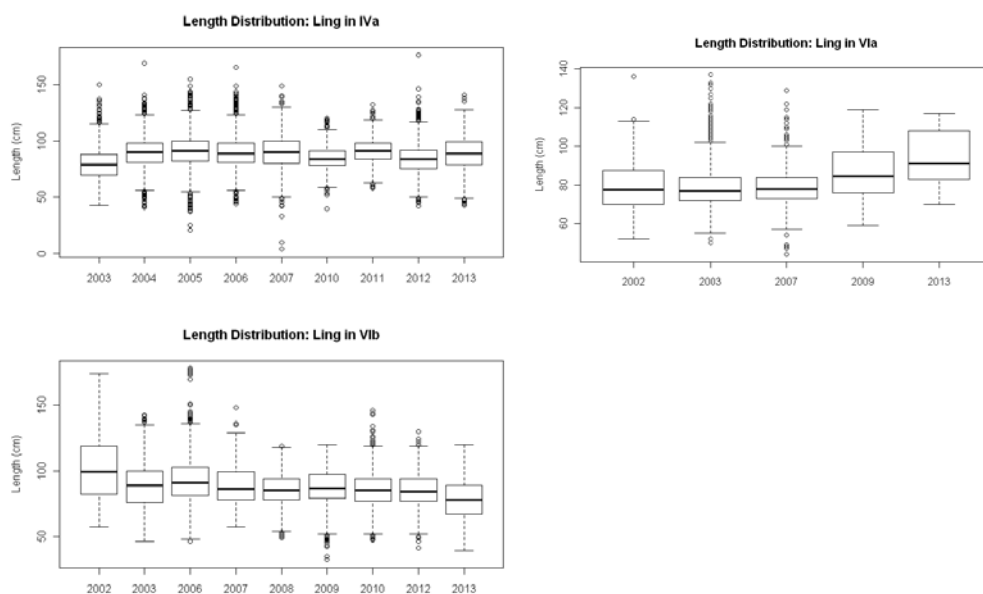 Length Distribution: Ling in IVa
Length (cm)
150
100
50
0
2003 2004 2005 2006 2007 2010 2011 2012 2013
Length Distribution: Ling in VIa
Length (cm)
140
120
100
80
60
2002 2003 2007 2009 2013
Length Distribution: Ling in VIb
Length (cm)
150
100
50
2002 2003 2006 2007 2008 2009 2010 2012 2013